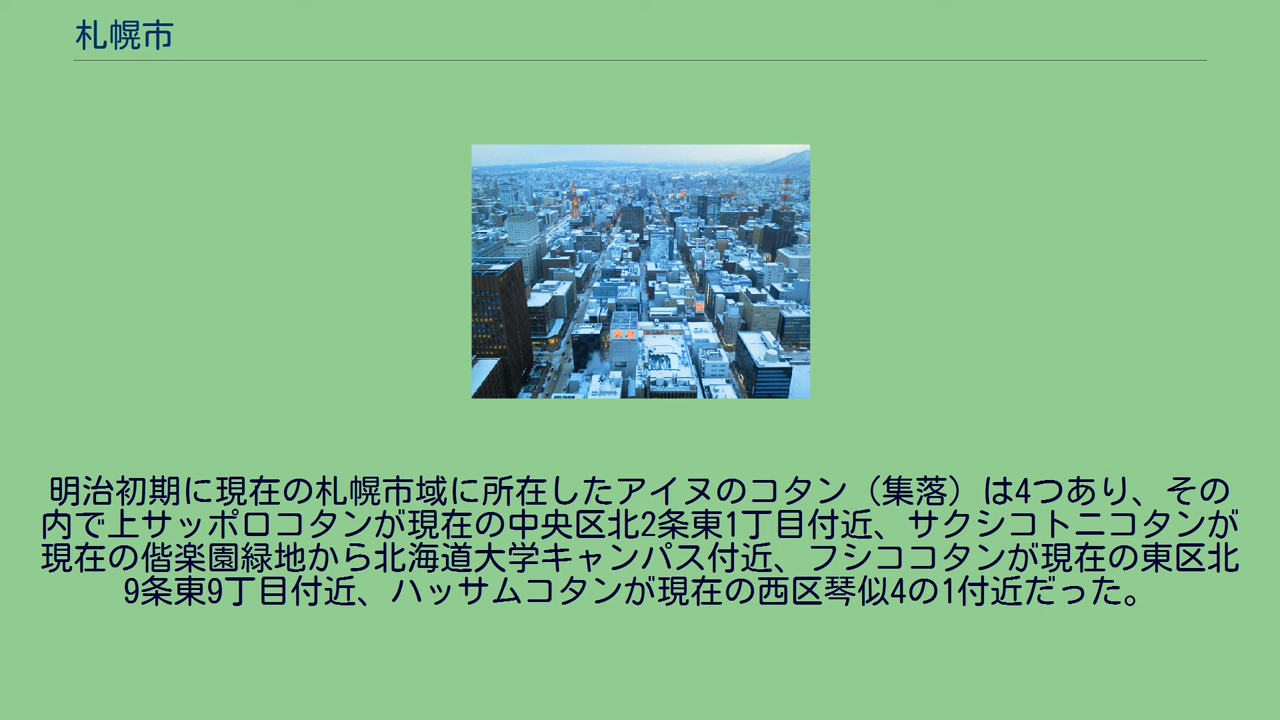 札幌市
明治初期に現在の札幌市域に所在したアイヌのコタン（集落）は4つあり、その
内で上サッポロコタンが現在の中央区北2条東1丁目付近、サクシコトニコタンが
現在の偕楽園緑地から北海道大学キャンパス付近、フシココタンが現在の東区北
9条東9丁目付近、ハッサムコタンが現在の西区琴似4の1付近だった。